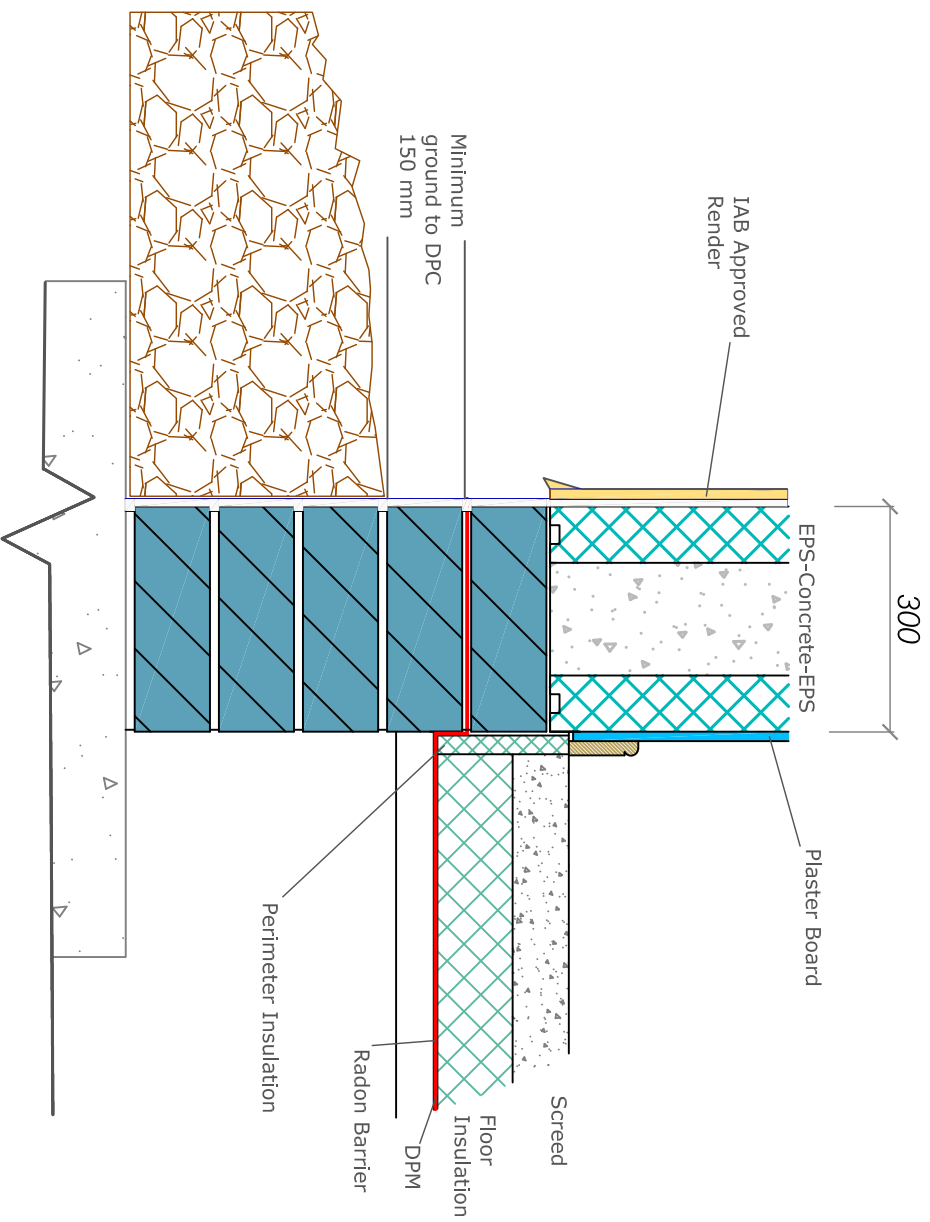 300
EPS-Concrete-EPS
IAB Approved
Render
Plaster Board
Minimum
ground to DPC
150 mm
Screed
Floor
Insulation
DPM
Radon Barrier
Perimeter Insulation